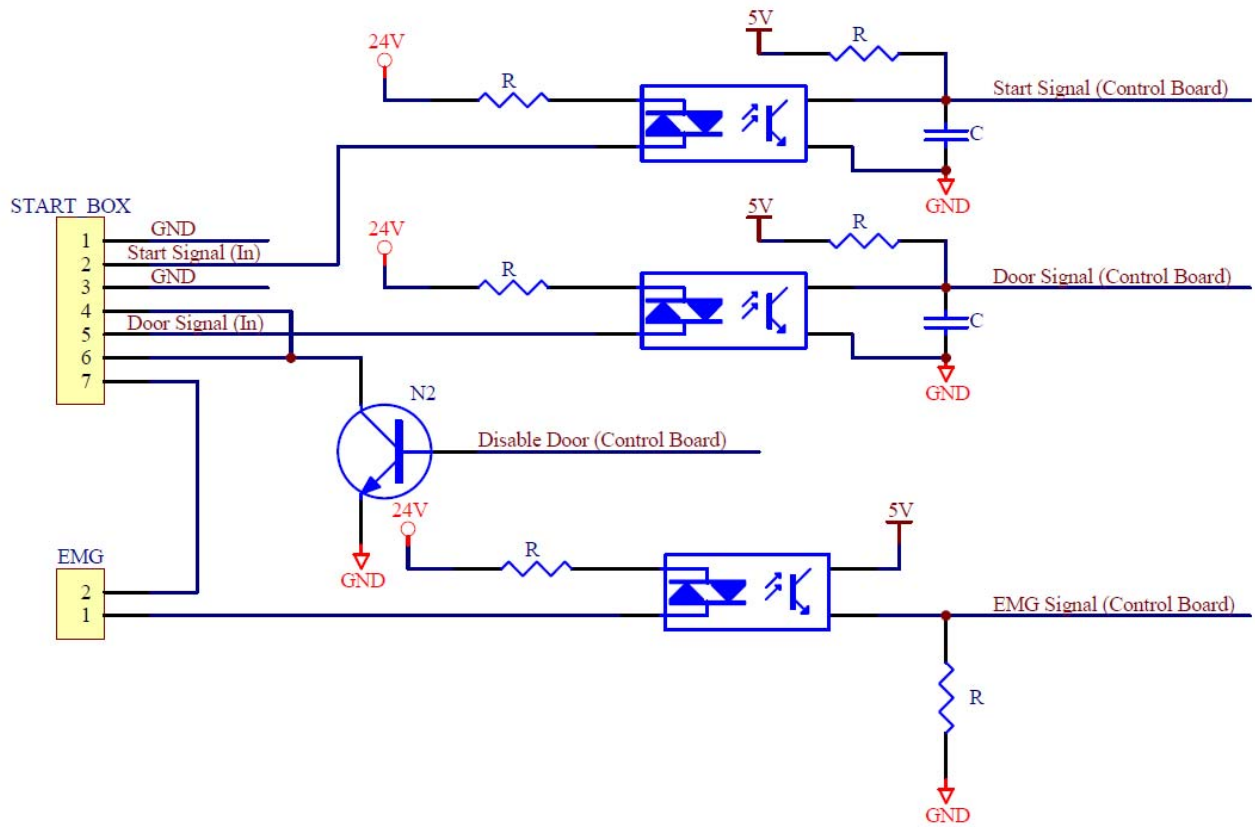 5V
R
24V
R
Start Signal (Control Board)
C
GND
START_BOX
1 GND
2 Start Signal (In)
3 GND
4
5 Door Signal (In)
6
7
24V
R
5V
R
Door Signal (Control Board)
C
GND
N2
Disable Door (Control Board)
GND
EMG
2
1
24V
R
5V
EMG Signal (Control Board)
R
GND